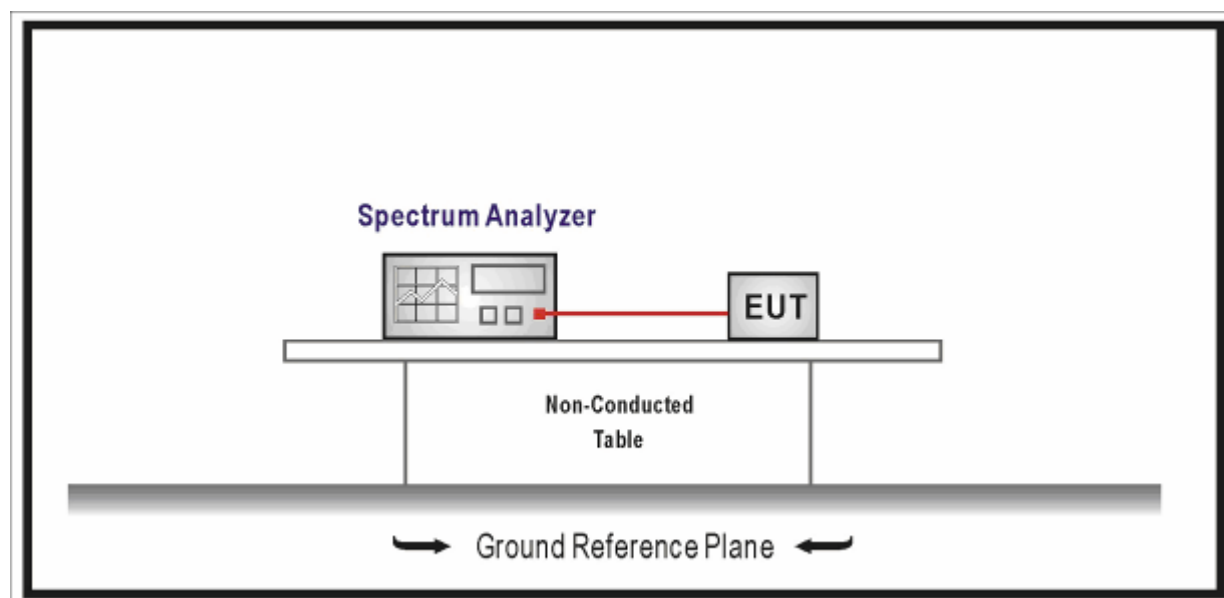 Spectrum Analyzer
EUT
Non-Conducted
Table
Ground Reference Plane